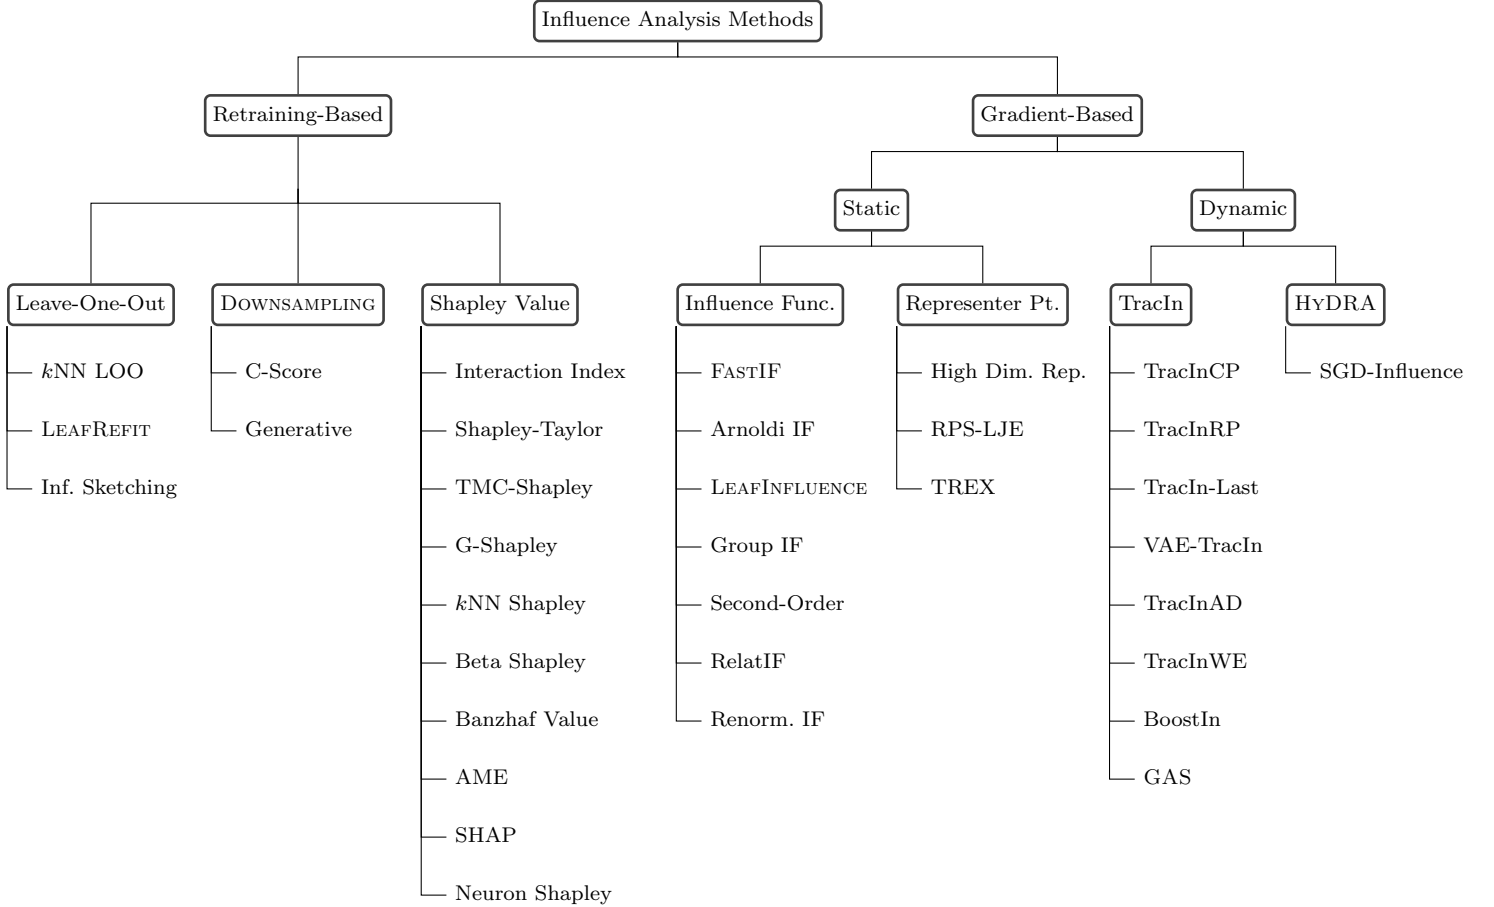 Influence Analysis Methods
Retraining-Based
Gradient-Based
Static
Dynamic
Leave-One-Out
DOWNSAMPLING
Shapley Value
Influence Func.
Representer Pt.
TracIn
HYDRA
kNN LOO
LEAFREFIT
Inf. Sketching
C-Score
Generative
Interaction Index
Shapley-Taylor
TMC-Shapley
G-Shapley
kNN Shapley
Beta Shapley
Banzhaf Value
AME
SHAP
Neuron Shapley
FASTIF
Arnoldi IF
LEAFINFLUENCE
Group IF
Second-Order
RelatIF
Renorm. IF
High Dim. Rep.
RPS-LJE
TREX
TracInCP
TracInRP
TracIn-Last
VAE-TracIn
TracInAD
TracInWE
BoostIn
GAS
SGD-Influence